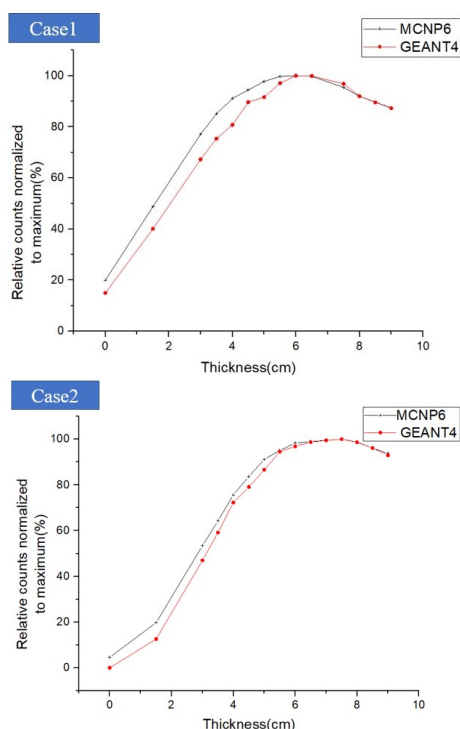 Case1
MCNP6
GEANT4
Relative counts normalized
to maximum(%)
100
80
60
40
20
0
0 2 4 6 8 10
Thickness(cm)
Case2
MCNP6
GEANT4
Relative counts normalized
to maximum(%)
100
80
60
40
20
0
0 2 4 6 8 10
Thickness(cm)